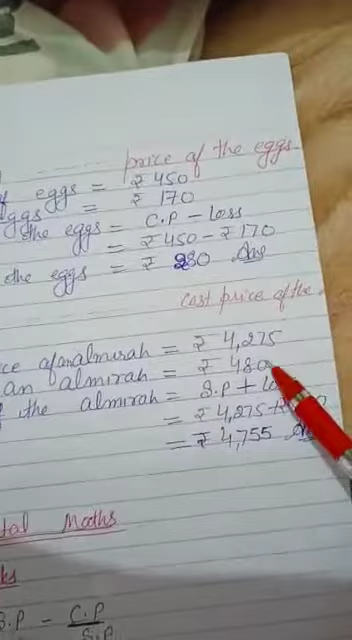 price of the eggs
f eggs = ₹ 450
ggs = ₹ 170
the eggs = C.P - Loss
= ₹ 450 - ₹ 170
the eggs = ₹ 280 Ans
cost price of the
ce of an almirah = ₹ 4,275
an almirah = ₹ 480
the almirah = S.P + Lo
= ₹ 4,275 +
= ₹ 4,755
tal Maths
ks
S.P - C.P
S.P